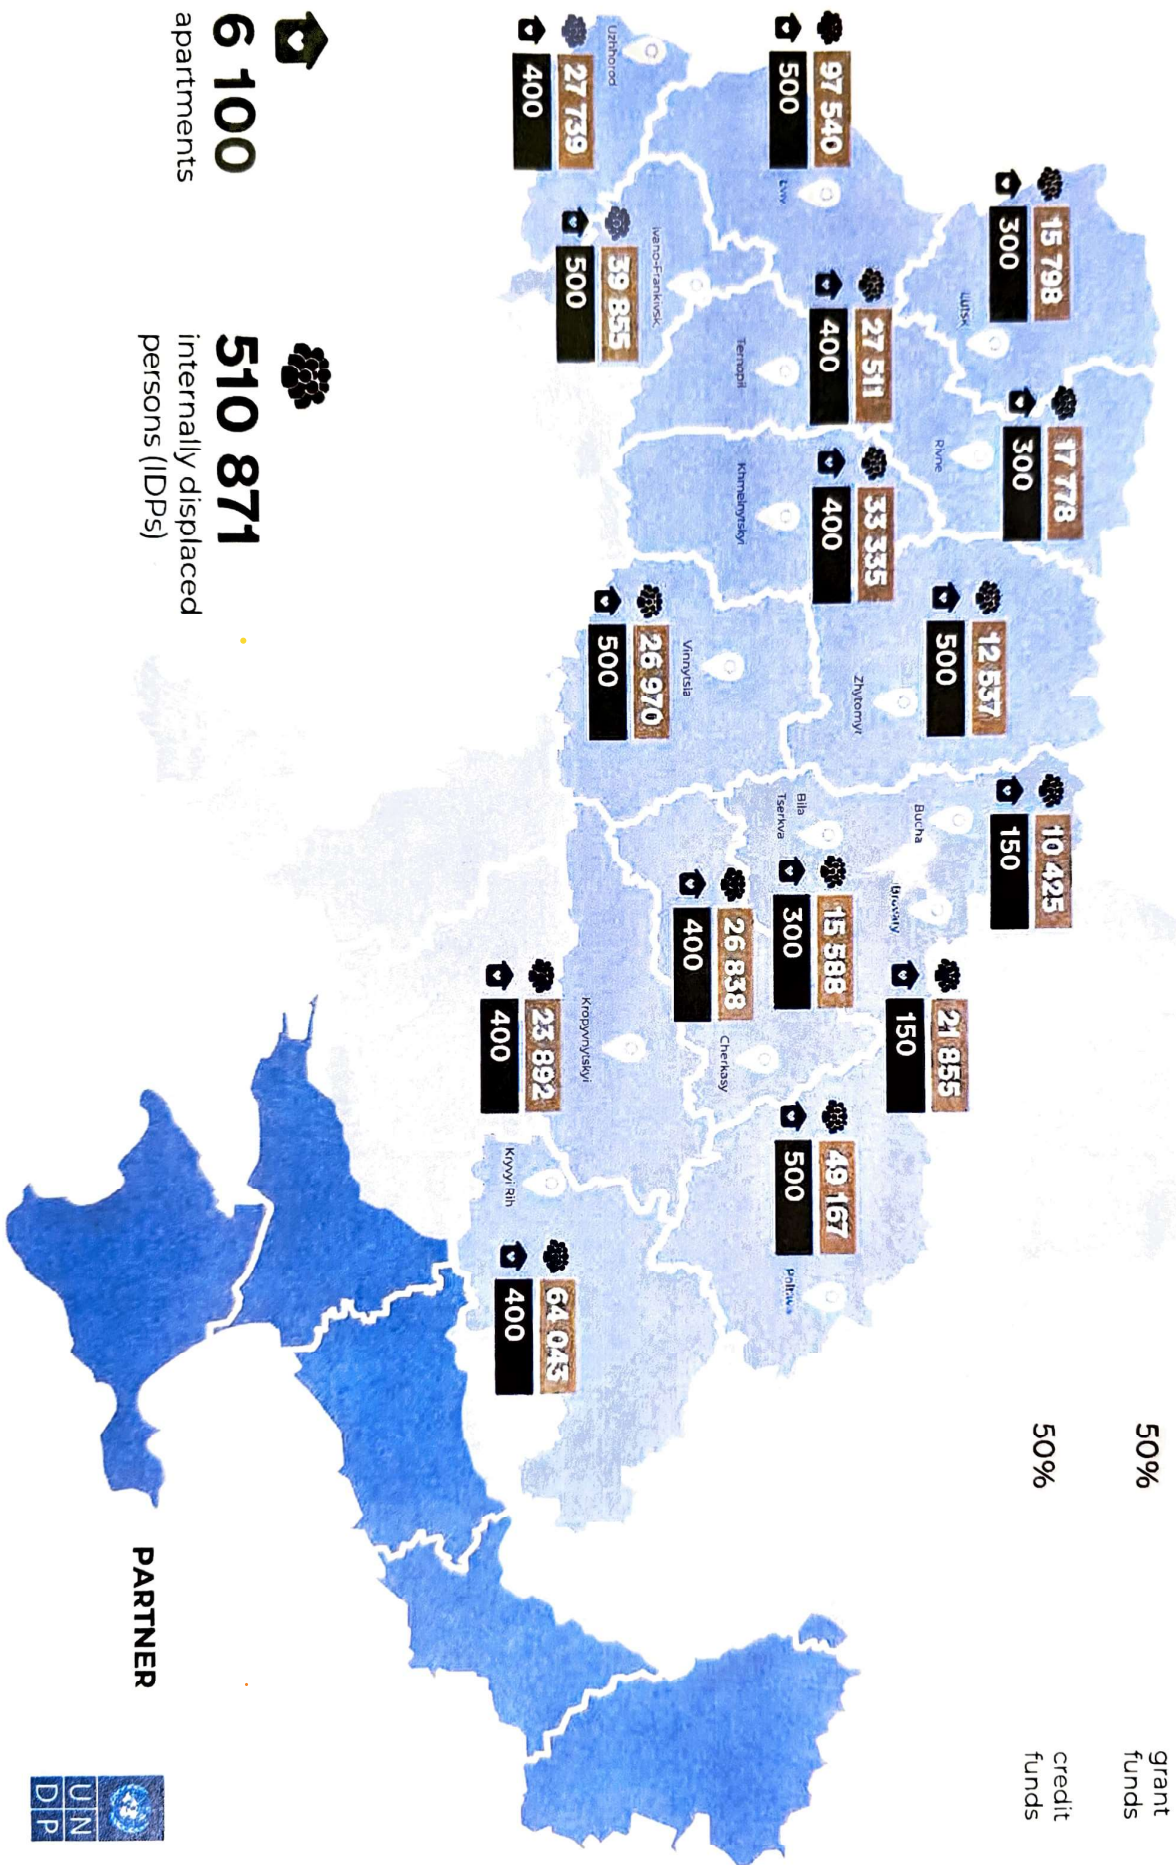 50%
grant
funds
50%
credit
funds
15 798
300
Lutsk
17 778
300
Rivne
12 537
500
Zhytomyr
10 425
150
Bucha
Brovary
21 855
150
97 540
500
Lviv
27 511
400
Ternopil
33 335
400
Khmelnytskyi
Bila
Tserkva
15 588
300
49 167
500
Poltava
26 838
400
Cherkasy
Uzhhorod
27 739
400
Ivano-Frankivsk
39 855
500
Vinnytsia
26 970
500
Kropyvnytskyi
23 892
400
Kryvyi Rih
64 043
400
6 100
apartments
510 871
internally displaced
persons (IDPs)
PARTNER
U N
D P